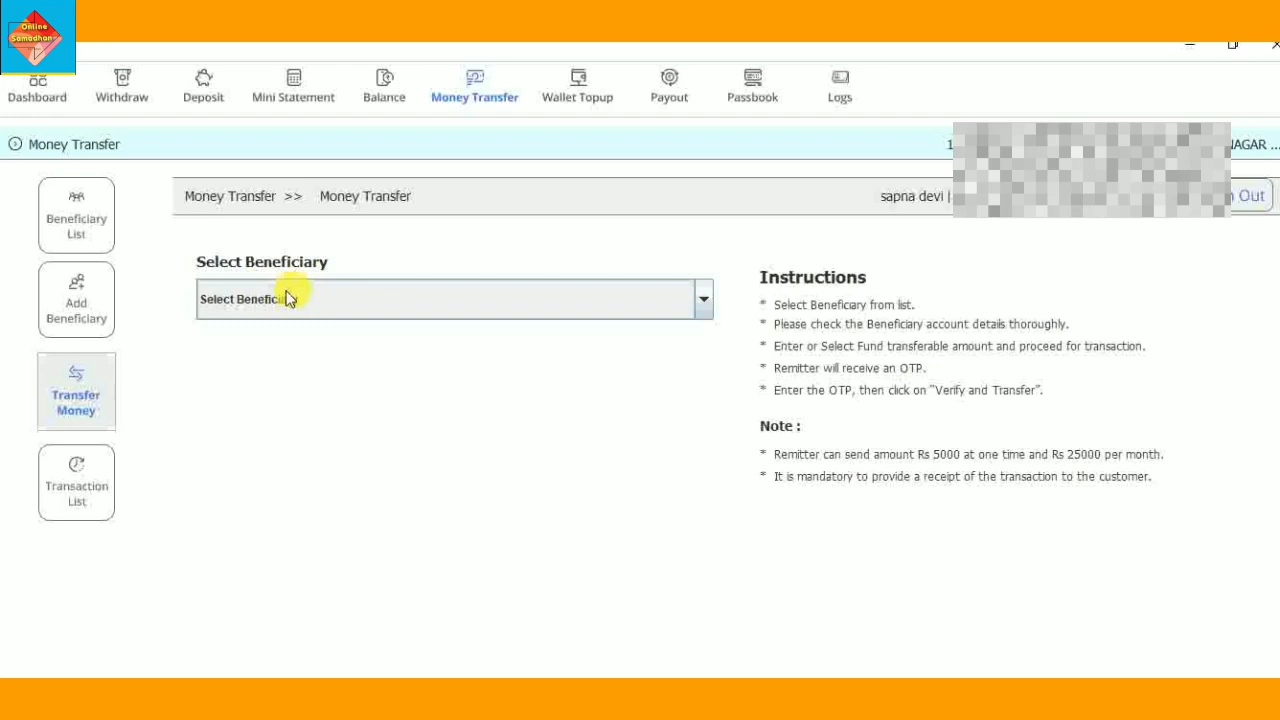 Online
Samadhan
Dashboard
Withdraw
Deposit
Mini Statement
Balance
Money Transfer
Wallet Topup
Payout
Passbook
Logs
Money Transfer
1
NAGAR ...
Beneficiary
List
Money Transfer >> Money Transfer
sapna devi |
Out
Select Beneficiary
Select
Add
Beneficiary
Transfer
Money
Transaction
List
Instructions
* Select Beneficiary from list.
* Please check the Beneficiary account details thoroughly.
* Enter or Select Fund transferable amount and proceed for transaction.
* Remitter will receive an OTP.
* Enter the OTP, then click on "Verify and Transfer".
Note :
* Remitter can send amount Rs 5000 at one time and Rs 25000 per month.
* It is mandatory to provide a receipt of the transaction to the customer.